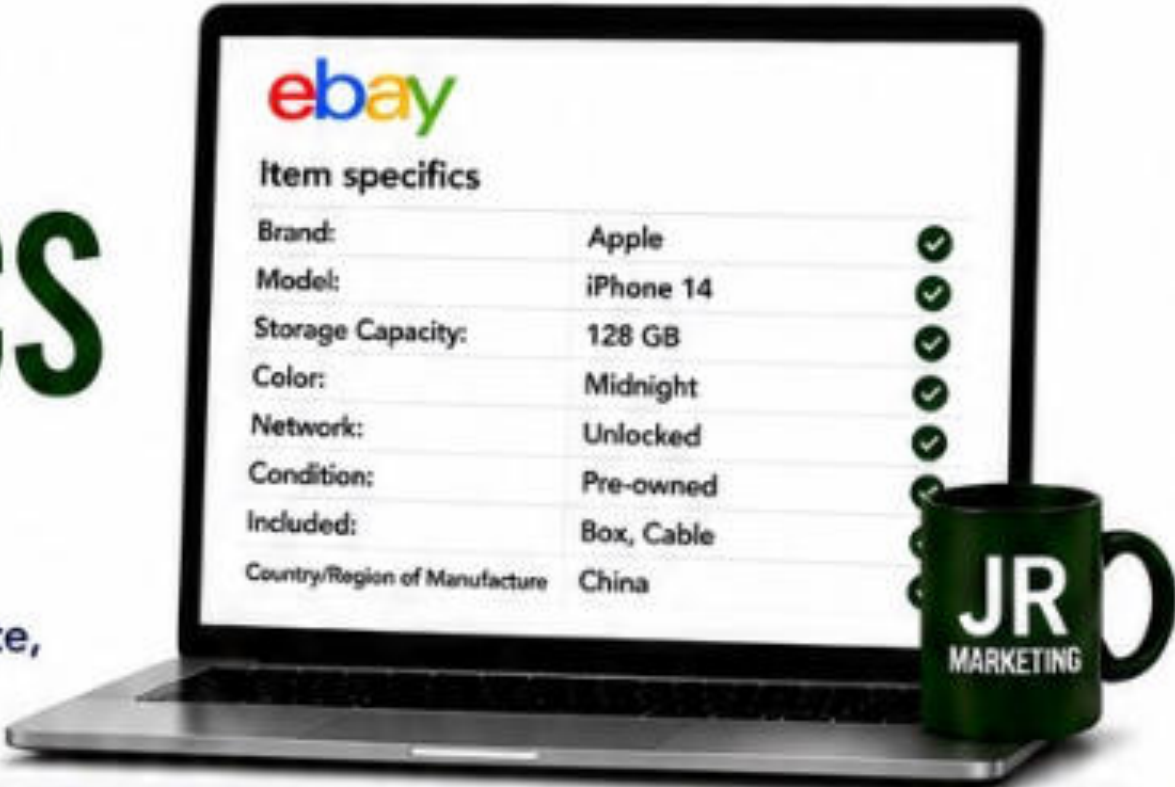 ebay
Item specifics
Brand: Apple
Model: iPhone 14
Storage Capacity: 128 GB
Color: Midnight
Network: Unlocked
Condition: Pre-owned
Included: Box, Cable
Country/Region of Manufacture China
JR
MARKETING